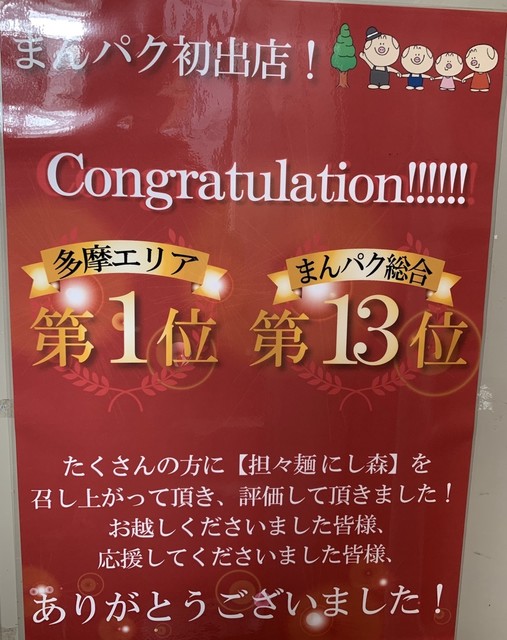 まんパク初出店！
Congratulation!!!!!!
多摩エリア
第1位
まんパク総合
第13位
たくさんの方に【担々麺にし森】を
召し上がって頂き、評価して頂きました！
お越しくださいました皆様、
応援してくださいました皆様、
ありがとうございました！